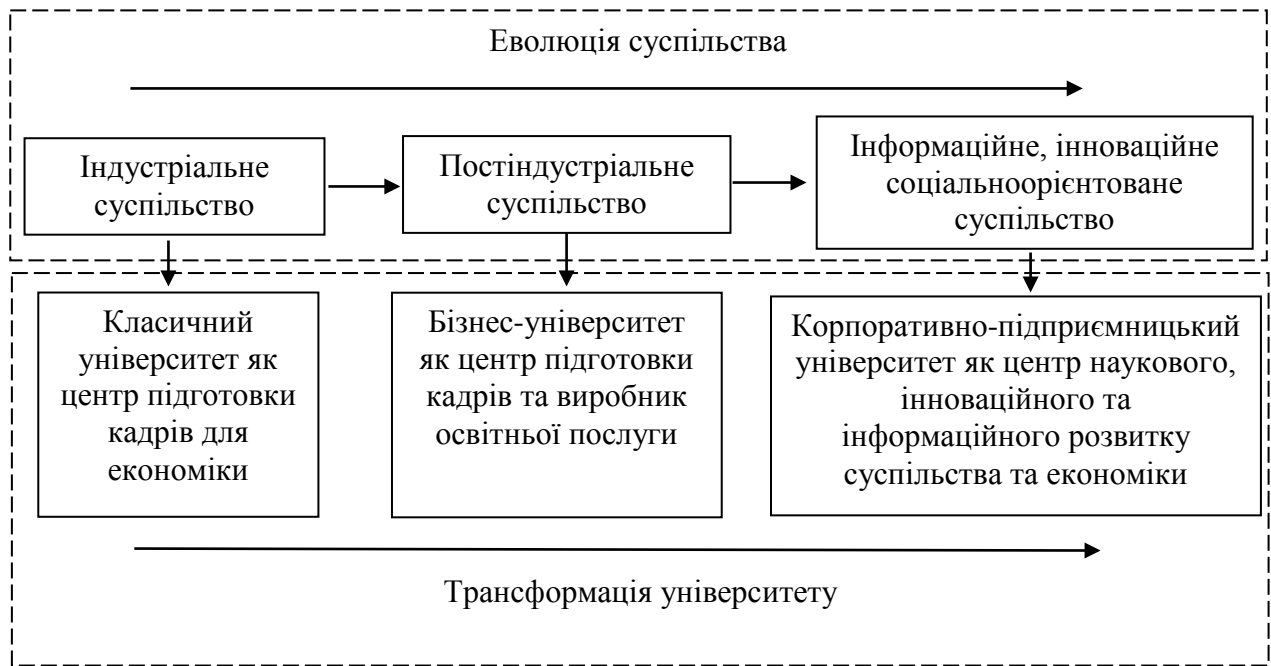 Еволюція суспільства
Індустріальне
суспільство
Постіндустріальне
суспільство
Інформаційне, інноваційне
соціальноорієнтоване
суспільство
Класичний
університет як
центр підготовки
кадрів для
економіки
Бізнес-університет
як центр підготовки
кадрів та виробник
освітньої послуги
Корпоративно-підприємницький
університет як центр наукового,
інноваційного та
інформаційного розвитку
суспільства та економіки
Трансформація університету